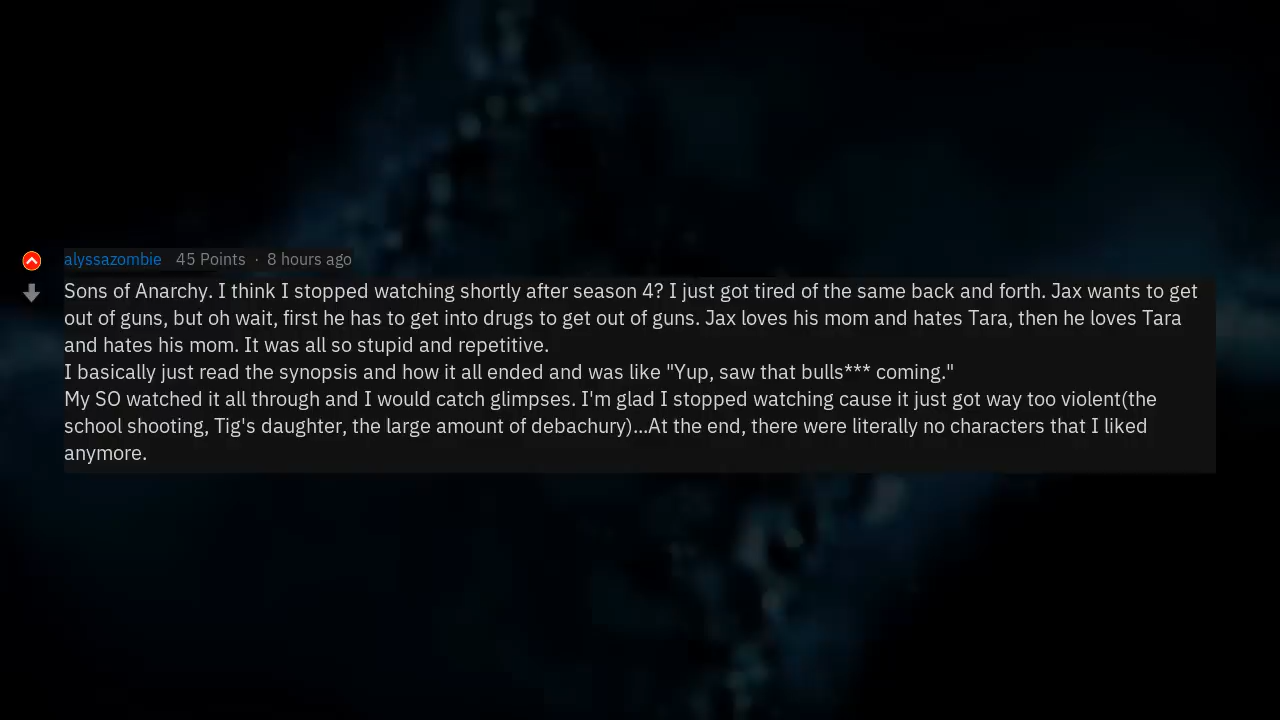 alyssazombie 45 Points · 8 hours ago
Sons of Anarchy. I think I stopped watching shortly after season 4? I just got tired of the same back and forth. Jax wants to get
out of guns, but oh wait, first he has to get into drugs to get out of guns. Jax loves his mom and hates Tara, then he loves Tara
and hates his mom. It was all so stupid and repetitive.
I basically just read the synopsis and how it all ended and was like "Yup, saw that bulls*** coming."
My SO watched it all through and I would catch glimpses. I'm glad I stopped watching cause it just got way too violent(the
school shooting, Tig's daughter, the large amount of debachury)...At the end, there were literally no characters that I liked
anymore.